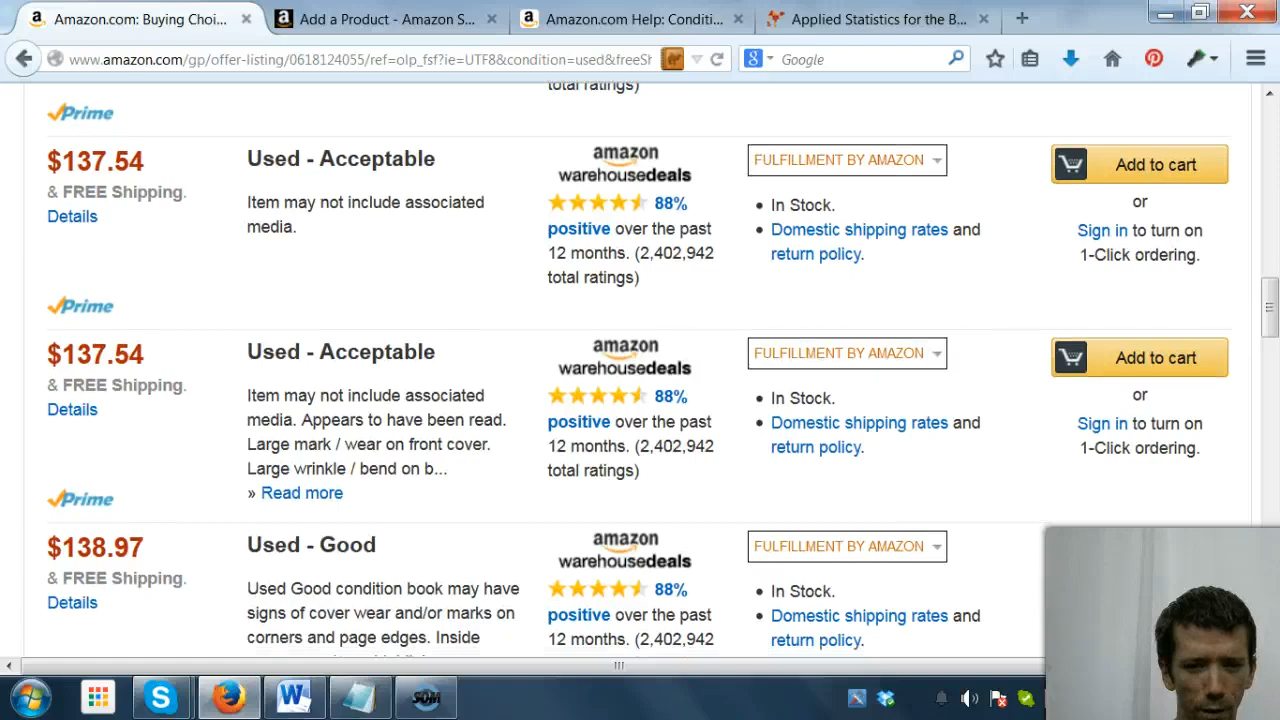 Amazon.com: Buying Choi...
Add a Product - Amazon S...
Amazon.com Help: Conditi...
Applied Statistics for the B...
www.amazon.com/gp/offer-listing/0618124055/ref=olp_fsf?ie=UTF8&condition=used&freeSh
Google
total ratings)
Prime
$137.54
& FREE Shipping.
Details
Used - Acceptable
Item may not include associated
media.
amazon
warehousedeals
88%
positive over the past
12 months. (2,402,942
total ratings)
FULFILLMENT BY AMAZON
In Stock.
Domestic shipping rates and
return policy.
Add to cart
or
Sign in to turn on
1-Click ordering.
Prime
$137.54
& FREE Shipping.
Details
Used - Acceptable
Item may not include associated
media. Appears to have been read.
Large mark / wear on front cover.
Large wrinkle / bend on b...
» Read more
amazon
warehousedeals
88%
positive over the past
12 months. (2,402,942
total ratings)
FULFILLMENT BY AMAZON
In Stock.
Domestic shipping rates and
return policy.
Add to cart
or
Sign in to turn on
1-Click ordering.
Prime
$138.97
& FREE Shipping.
Details
Used - Good
Used Good condition book may have
signs of cover wear and/or marks on
corners and page edges. Inside
amazon
warehousedeals
88%
positive over the past
12 months. (2,402,942
FULFILLMENT BY AMAZON
In Stock.
Domestic shipping rates and
return policy.
SOM